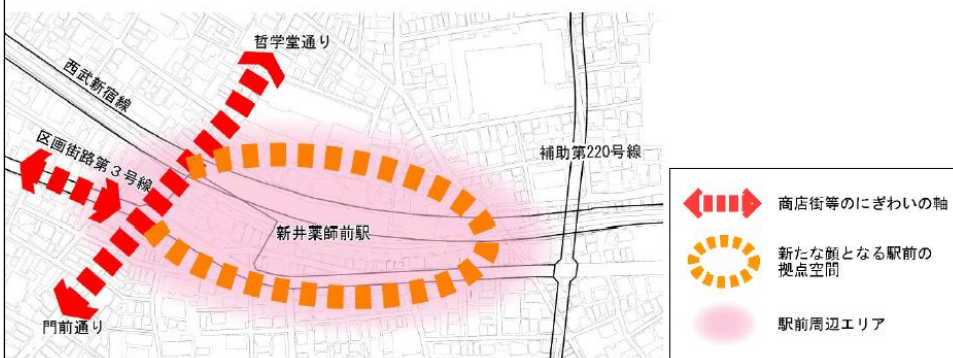 哲学堂通り
西武新宿線
区画街路第3号線
補助第220号線
新井薬師前駅
門前通り
商店街等のにぎわいの軸
新たな顔となる駅前の
拠点空間
駅前周辺エリア